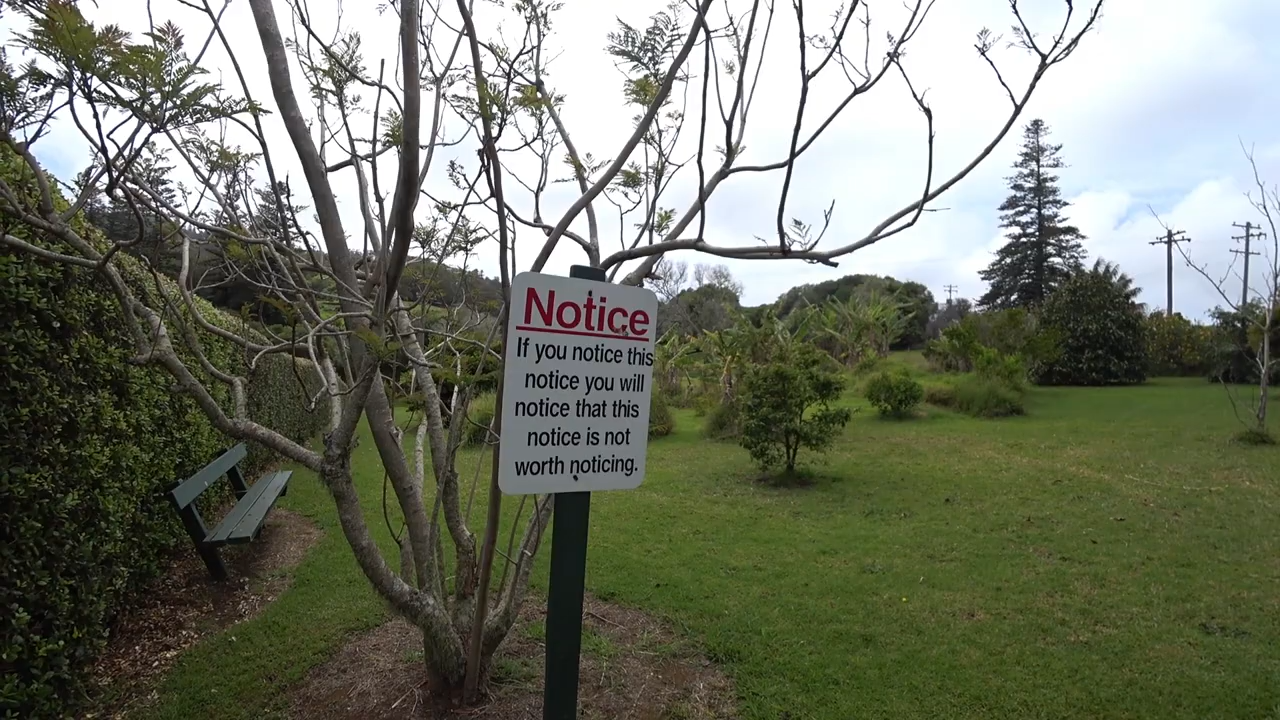 Notice
If you notice this
notice you will
notice that this
notice is not
worth noticing.